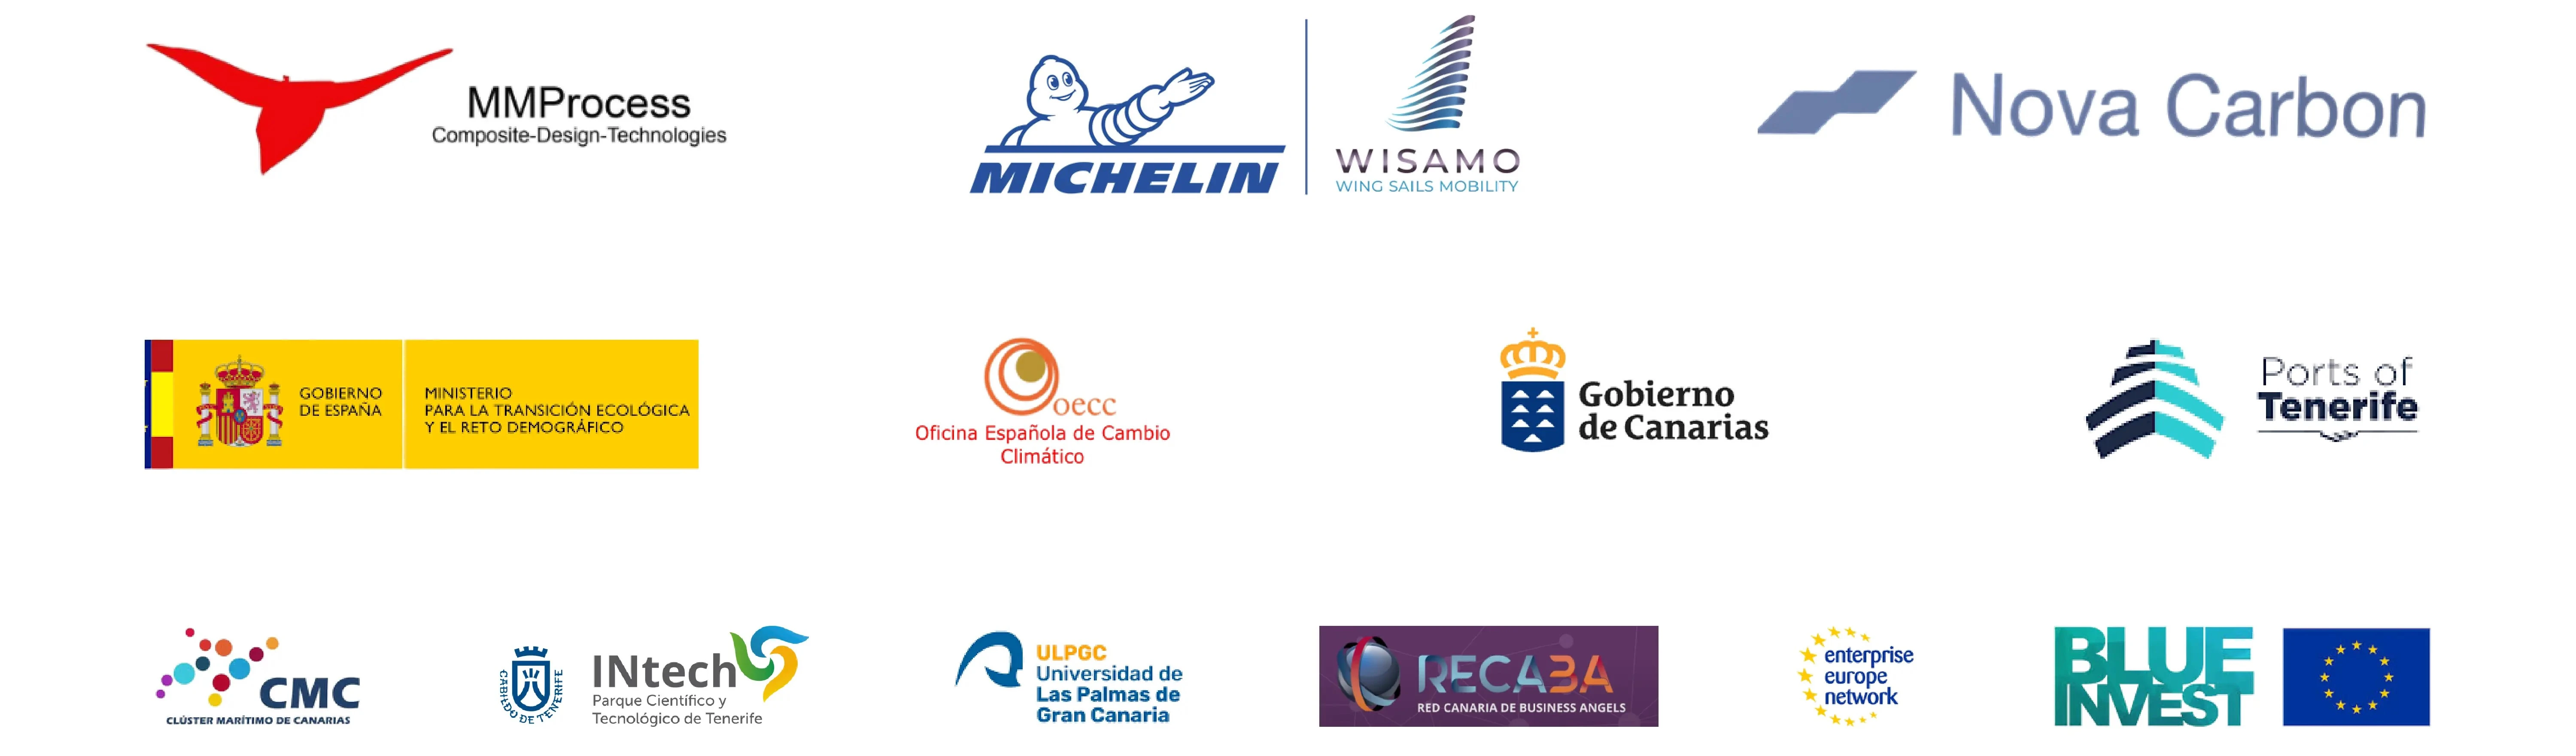 MMProcess
Composite-Design-Technologies
MICHELIN
WISAMO
WING SAILS MOBILITY
Nova Carbon
GOBIERNO
DE ESPAÑA
MINISTERIO
PARA LA TRANSICIÓN ECOLÓGICA
Y EL RETO DEMOGRÁFICO
oecc
Oficina Española de Cambio
Climático
Gobierno
de Canarias
Ports of
Tenerife
CMC
CLÚSTER MARÍTIMO DE CANARIAS
CABILDO DE TENERIFE
INtech
Parque Científico y
Tecnológico de Tenerife
ULPGC
Universidad de
Las Palmas de
Gran Canaria
RECABA
RED CANARIA DE BUSINESS ANGELS
enterprise
europe
network
BLUE
INVEST